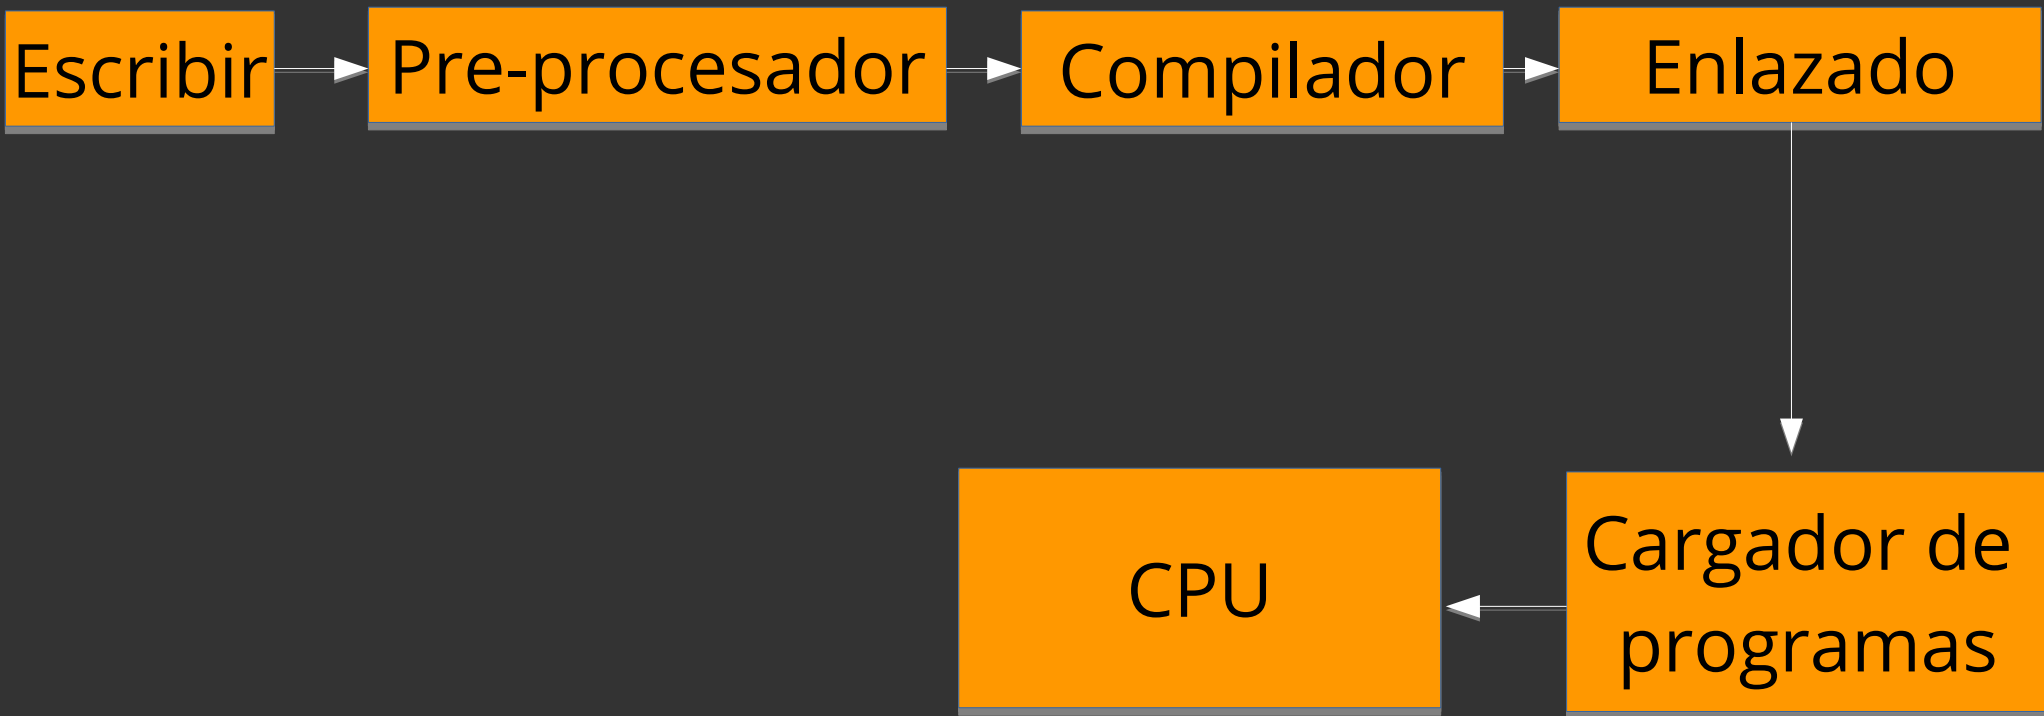 Escribir
Pre-procesador
Compilador
Enlazado
CPU
Cargador de
programas